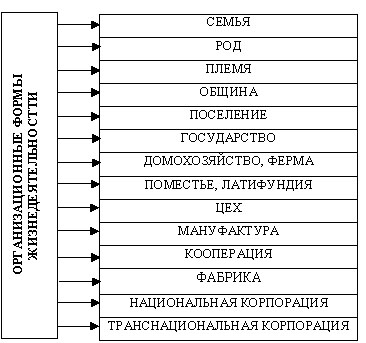 ОРГАНИЗАЦИОННЫЕ ФОРМЫ
ЖИЗНЕДЕЯТЕЛЬНОСТТИ
СЕМЬЯ
РОД
ПЛЕМЯ
ОБЩИНА
ПОСЕЛЕНИЕ
ГОСУДАРСТВО
ДОМОХОЗЯЙСТВО, ФЕРМА
ПОМЕСТЬЕ, ЛАТИФУНДИЯ
ЦЕХ
МАНУФАКТУРА
КООПЕРАЦИЯ
ФАБРИКА
НАЦИОНАЛЬНАЯ КОРПОРАЦИЯ
ТРАНСНАЦИОНАЛЬНАЯ КОРПОРАЦИЯ